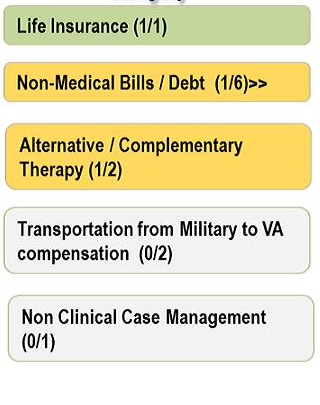 Life Insurance (1/1)
Non-Medical Bills / Debt (1/6)>>
Alternative / Complementary
Therapy (1/2)
Transportation from Military to VA
compensation (0/2)
Non Clinical Case Management
(0/1)